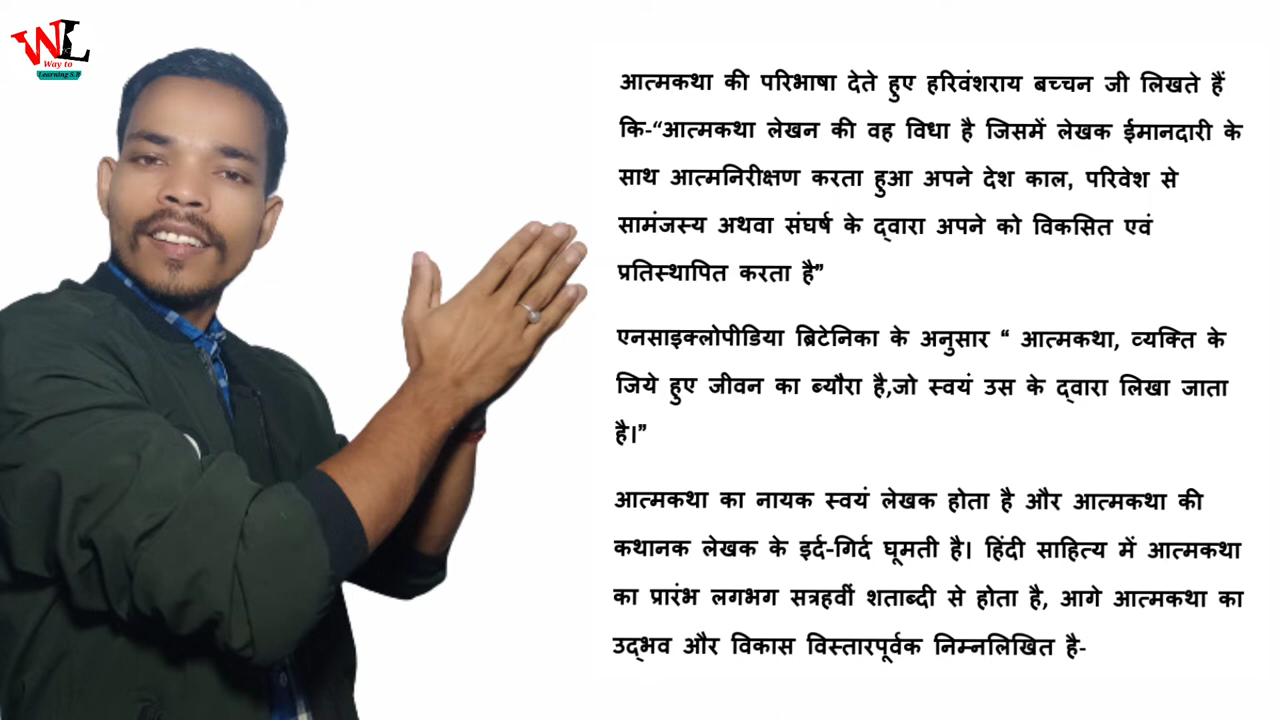 WL
Way to
Learning S.B
आत्मकथा की परिभाषा देते हुए हरिवंशराय बच्चन जी लिखते हैं
कि-“आत्मकथा लेखन की वह विधा है जिसमें लेखक ईमानदारी के
साथ आत्मनिरीक्षण करता हुआ अपने देश काल, परिवेश से
सामंजस्य अथवा संघर्ष के द्वारा अपने को विकसित एवं
प्रतिस्थापित करता है”
एनसाइक्लोपीडिया ब्रिटेनिका के अनुसार “ आत्मकथा, व्यक्ति के
जिये हुए जीवन का ब्यौरा है,जो स्वयं उस के द्वारा लिखा जाता
है।”
आत्मकथा का नायक स्वयं लेखक होता है और आत्मकथा की
कथानक लेखक के इर्द-गिर्द घूमती है। हिंदी साहित्य में आत्मकथा
का प्रारंभ लगभग सत्रहवीं शताब्दी से होता है, आगे आत्मकथा का
उद्भव और विकास विस्तारपूर्वक निम्नलिखित है-